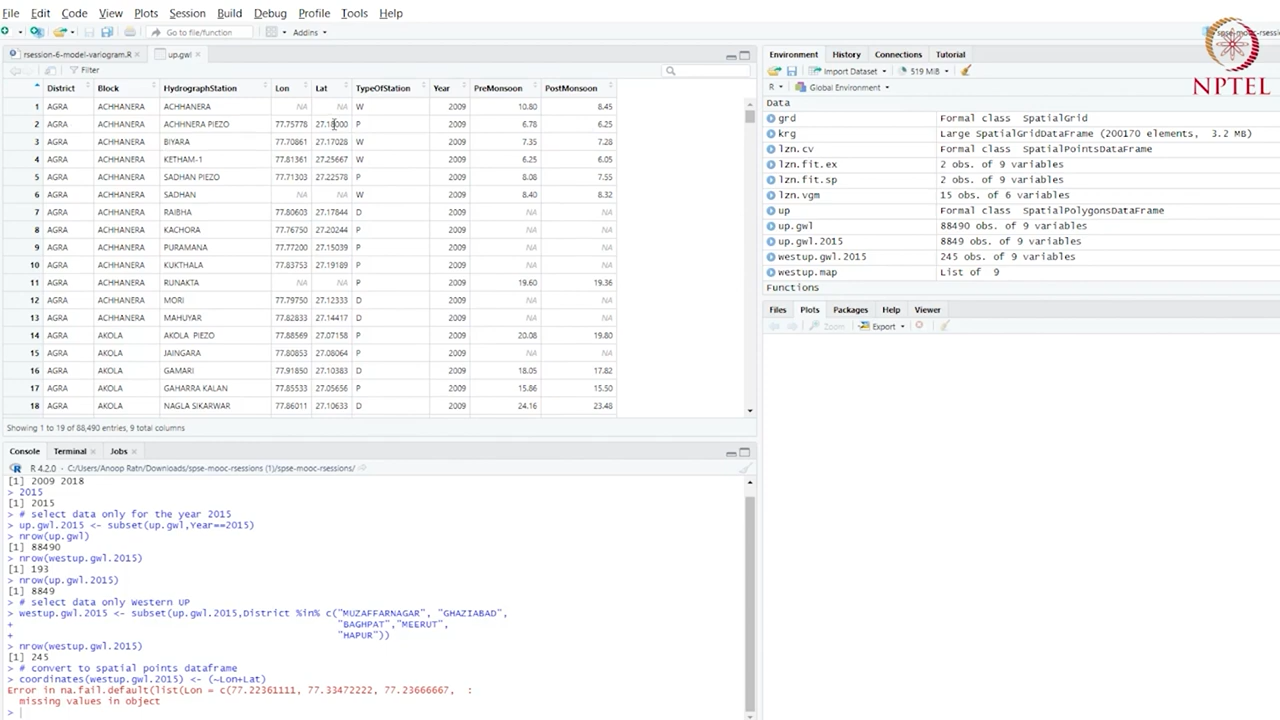 File Edit Code View Plots Session Build Debug Profile Tools Help
Go to file/function Addins
rsession-6-model-variogram.R up.gwl
Filter
District Block HydrographStation Lon Lat TypeOfStation Year PreMonsoon PostMonsoon
1 AGRA ACHHANERA ACHHANERA NA NA W 2009 10.80 8.45
2 AGRA ACHHANERA ACHHNERA PIEZO 77.75778 27.18000 P 2009 6.78 6.25
3 AGRA ACHHANERA BIYARA 77.70861 27.17028 W 2009 7.35 7.28
4 AGRA ACHHANERA KETHAM-1 77.81361 27.25667 W 2009 6.25 6.05
5 AGRA ACHHANERA SADHAN PIEZO 77.71303 27.22578 P 2009 8.08 7.55
6 AGRA ACHHANERA SADHAN NA NA W 2009 8.40 8.32
7 AGRA ACHHANERA RAIBHA 77.80603 27.17844 D 2009 NA NA
8 AGRA ACHHANERA KACHORA 77.76750 27.20244 P 2009 NA NA
9 AGRA ACHHANERA PURAMANA 77.77200 27.15039 P 2009 NA NA
10 AGRA ACHHANERA KUKTHALA 77.83753 27.19189 P 2009 NA NA
11 AGRA ACHHANERA RUNAKTA NA NA P 2009 19.60 19.36
12 AGRA ACHHANERA MORI 77.79750 27.12333 D 2009 NA NA
13 AGRA ACHHANERA MAHUYAR 77.82833 27.14417 D 2009 NA NA
14 AGRA AKOLA AKOLA PIEZO 77.88569 27.07158 P 2009 20.08 19.80
15 AGRA AKOLA JAINGARA 77.80853 27.08064 P 2009 NA NA
16 AGRA AKOLA GAMARI 77.91850 27.10383 D 2009 18.05 17.82
17 AGRA AKOLA GAHARRA KALAN 77.85533 27.05656 P 2009 15.86 15.50
18 AGRA AKOLA NAGLA SIKARWAR 77.86011 27.10633 D 2009 24.16 23.48
Showing 1 to 19 of 88,490 entries, 9 total columns
Console Terminal Jobs
R 4.2.0 · C:/Users/Anoop Ratn/Downloads/spse-mooc-rsessions (1)/spse-mooc-rsessions/
[1] 2009 2018
> 2015
[1] 2015
> # select data only for the year 2015
> up.gwl.2015 <- subset(up.gwl,Year==2015)
> nrow(up.gwl)
[1] 88490
> nrow(westup.gwl.2015)
[1] 193
> nrow(up.gwl.2015)
[1] 8849
> # select data only Western UP
> westup.gwl.2015 <- subset(up.gwl.2015,District %in% c("MUZAFFARNAGAR", "GHAZIABAD",
+ "BAGHPAT","MEERUT",
+ "HAPUR"))
> nrow(westup.gwl.2015)
[1] 245
> # convert to spatial points dataframe
> coordinates(westup.gwl.2015) <- (~Lon+Lat)
Error in na.fail.default(list(Lon = c(77.22361111, 77.33472222, 77.23666667, :
missing values in object
>
Environment History Connections Tutorial
Import Dataset 519 MiB
R Global Environment
Data
grd Formal class SpatialGrid
krg Large SpatialGridDataFrame (200170 elements, 3.2 MB)
lzn.cv Formal class SpatialPointsDataFrame
lzn.fit.ex 2 obs. of 9 variables
lzn.fit.sp 2 obs. of 9 variables
lzn.vgm 15 obs. of 6 variables
up Formal class SpatialPolygonsDataFrame
up.gwl 88490 obs. of 9 variables
up.gwl.2015 8849 obs. of 9 variables
westup.gwl.2015 245 obs. of 9 variables
westup.map List of 9
Functions
Files Plots Packages Help Viewer
Zoom Export
NPTEL